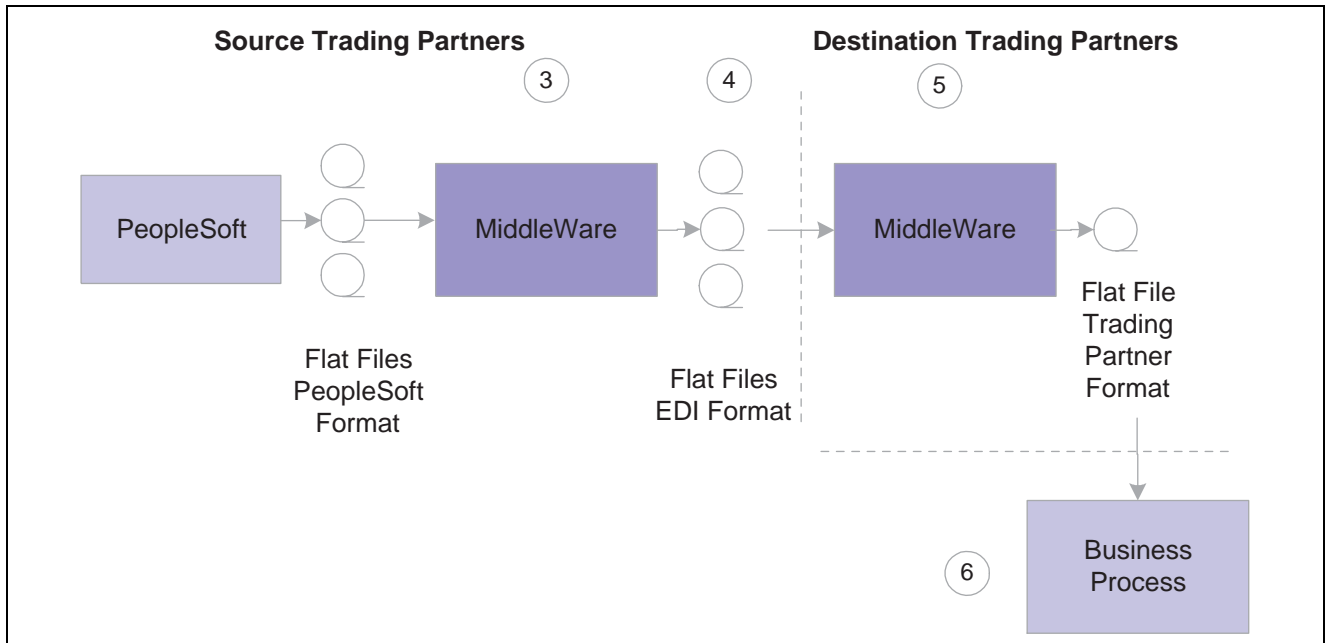 Source Trading Partners
Destination Trading Partners
3
4
5
PeopleSoft
MiddleWare
MiddleWare
Flat Files
PeopleSoft
Format
Flat Files
EDI Format
Flat File
Trading
Partner
Format
6
Business
Process